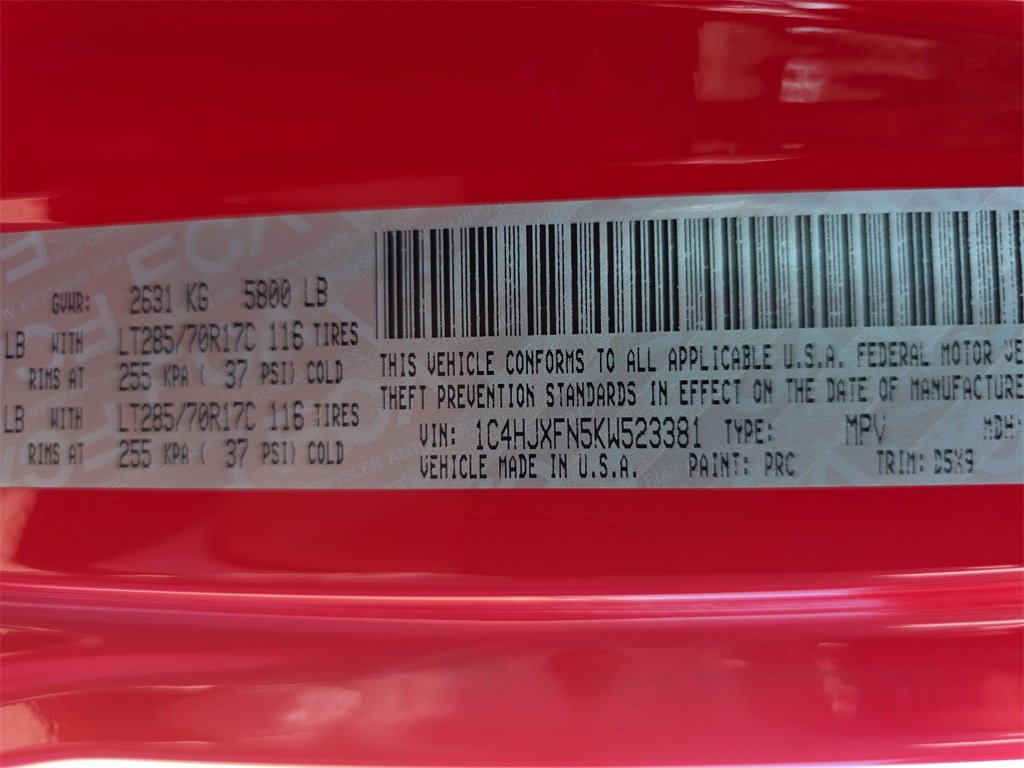 GVWR: 2631 KG 5800 LB
LB WITH LT285/70R17C 116 TIRES
RIMS AT 255 KPA ( 37 PSI) COLD
LB WITH LT285/70R17C 116 TIRES
RIMS AT 255 KPA ( 37 PSI) COLD
THIS VEHICLE CONFORMS TO ALL APPLICABLE U.S.A. FEDERAL MOTOR VE
THEFT PREVENTION STANDARDS IN EFFECT ON THE DATE OF MANUFACTURE
VIN: 1C4HJXFN5KW523381 TYPE: MPV MDH:
VEHICLE MADE IN U.S.A. PAINT: PRC TRIM: D5X9